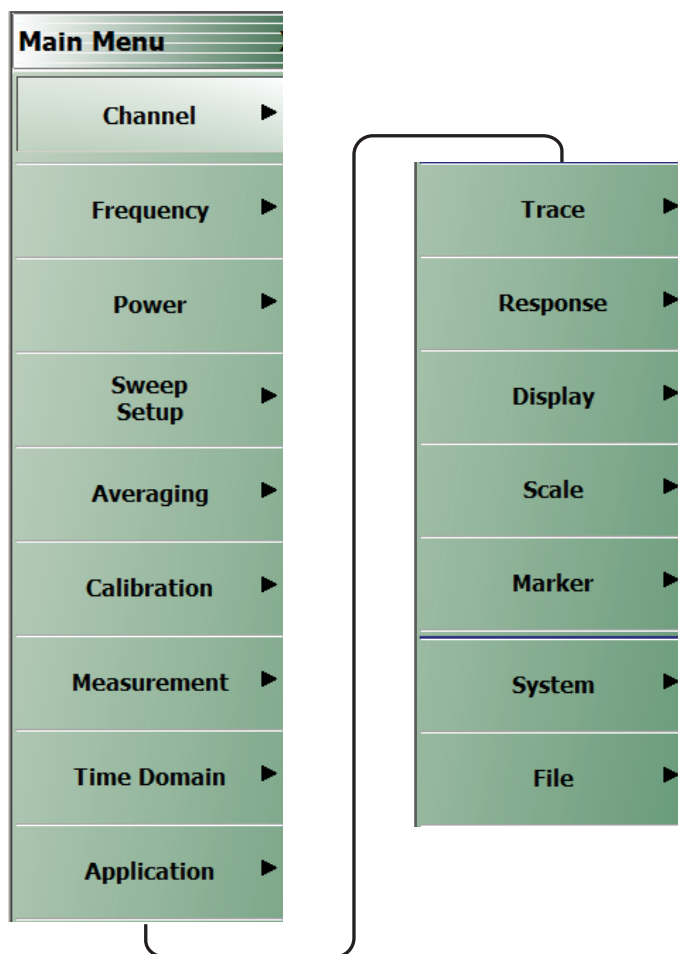 Main Menu
Channel
Frequency
Power
Sweep
Setup
Averaging
Calibration
Measurement
Time Domain
Application
Trace
Response
Display
Scale
Marker
System
File